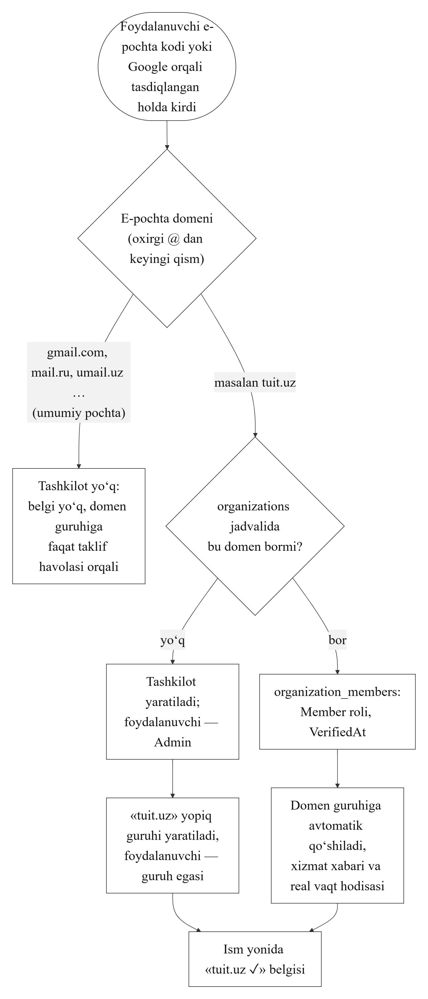 Foydalanuvchi e-
pochta kodi yoki
Google orqali
tasdiqlangan
holda kirdi
E-pochta domeni
(oxirgi @ dan
keyingi qism)
gmail.com,
mail.ru, umail.uz
…
(umumiy pochta)
masalan tuit.uz
Tashkilot yo‘q:
belgi yo‘q, domen
guruhiga
faqat taklif
havolasi orqali
organizations
jadvalida
bu domen bormi?
yo‘q
bor
Tashkilot
yaratiladi;
foydalanuvchi —
Admin
organization_members:
Member roli,
VerifiedAt
«tuit.uz» yopiq
guruhi yaratiladi,
foydalanuvchi —
guruh egasi
Domen guruhiga
avtomatik
qo‘shiladi,
xizmat xabari va
real vaqt hodisasi
Ism yonida
«tuit.uz ✓» belgisi